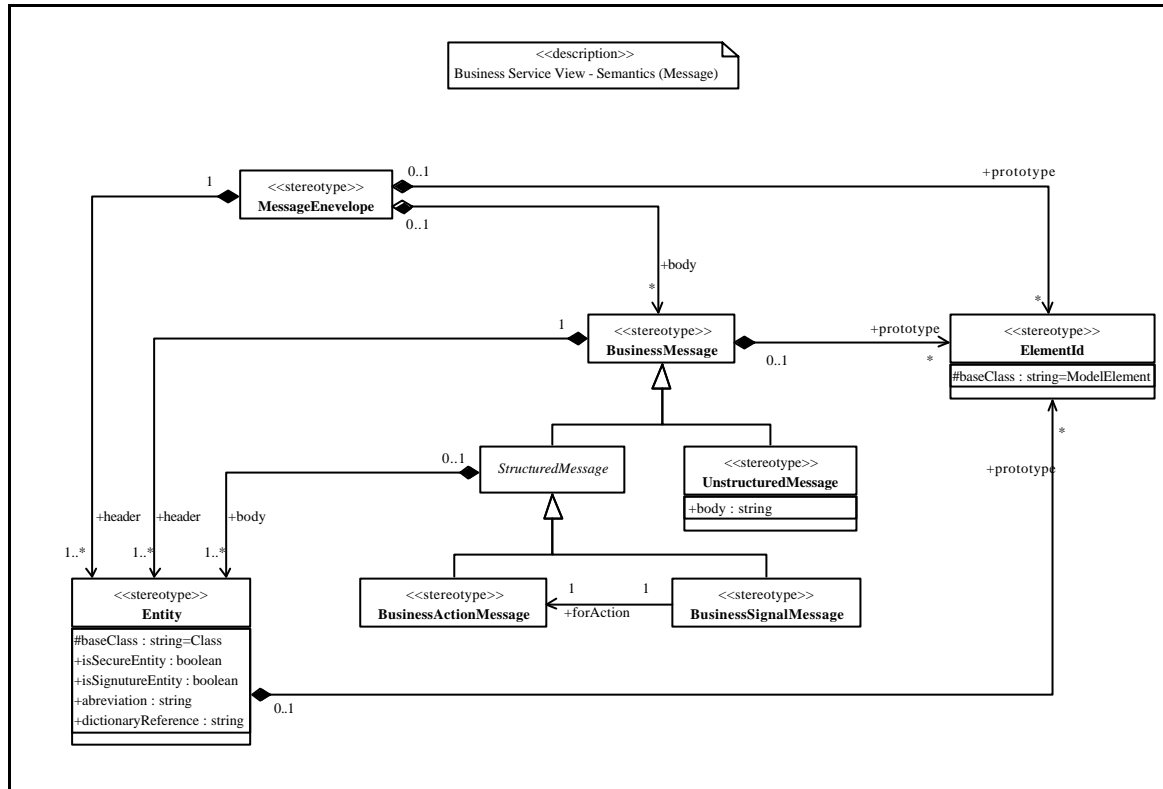 <<description>>
Business Service View - Semantics (Message)
1
<<stereotype>>
MessageEnevelope
0..1
0..1
+prototype
+body
*
*
1
<<stereotype>>
BusinessMessage
0..1
+prototype
*
<<stereotype>>
ElementId
#baseClass : string=ModelElement
*
+prototype
0..1
StructuredMessage
<<stereotype>>
UnstructuredMessage
+body : string
+header
+header
+body
1..*
1..*
1..*
<<stereotype>>
Entity
#baseClass : string=Class
+isSecureEntity : boolean
+isSignutureEntity : boolean
+abreviation : string
+dictionaryReference : string
0..1
<<stereotype>>
BusinessActionMessage
1
1
+forAction
<<stereotype>>
BusinessSignalMessage